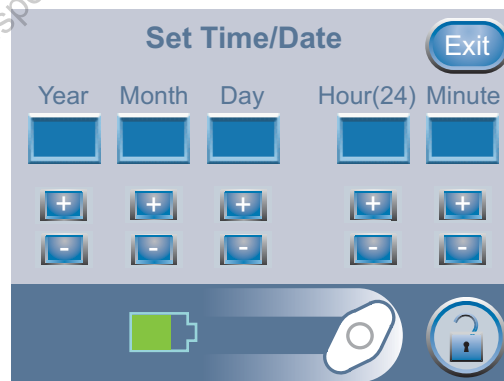 Set Time/Date
Exit
Year Month Day Hour(24) Minute
+ + + + +
- - - - -